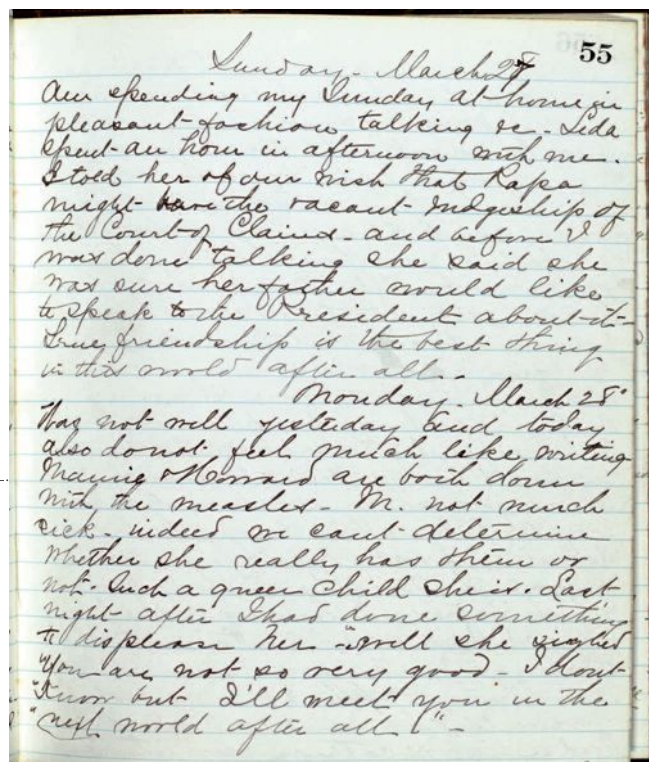 55
Sunday - March 27
Am spending my Sunday at home in
pleasant fashion talking &c - Lida
spent an hour in afternoon with me.
I told her of our wish that Papa
might have the vacant Judgeship of
the Court of Claims - and before I
was done talking she said she
was sure her father would like
to speak to the President about it -
True friendship is the best thing
in this world after all -
Monday - March 28"
Was not well yesterday and today
also do not feel much like writing
Mamie & Howard are both down
with the measles - M. not much
sick - indeed we cant determine
whether she really has them or
not. Such a queer child she is. Last
night after I had done something
to displease her - "well she sighed
"You are not so very good - I dont
"Know but I'll meet you in the
"next world after all!" -